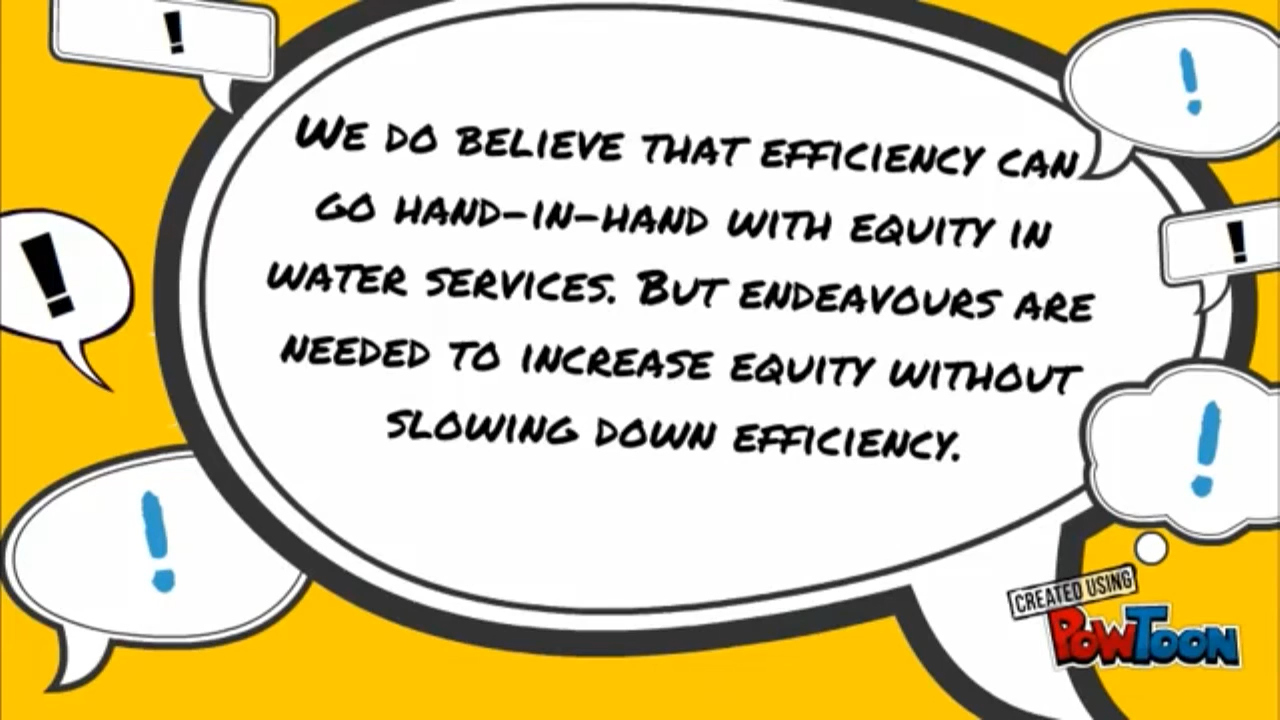 !
!
We do believe that efficiency can
go hand-in-hand with equity in
water services. But endeavours are
needed to increase equity without
slowing down efficiency.
!
!
!
!
CREATED USING
PowToon